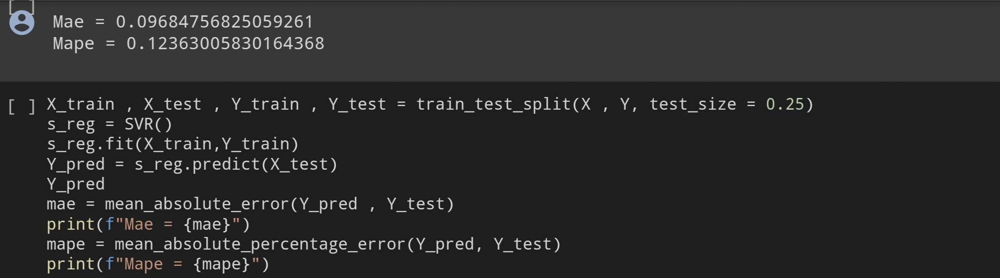 [ ]
Mae = 0.09684756825059261
Mape = 0.12363005830164368
[ ] X_train , X_test , Y_train , Y_test = train_test_split(X , Y, test_size = 0.25)
s_reg = SVR()
s_reg.fit(X_train,Y_train)
Y_pred = s_reg.predict(X_test)
Y_pred
mae = mean_absolute_error(Y_pred , Y_test)
print(f"Mae = {mae}")
mape = mean_absolute_percentage_error(Y_pred, Y_test)
print(f"Mape = {mape}")